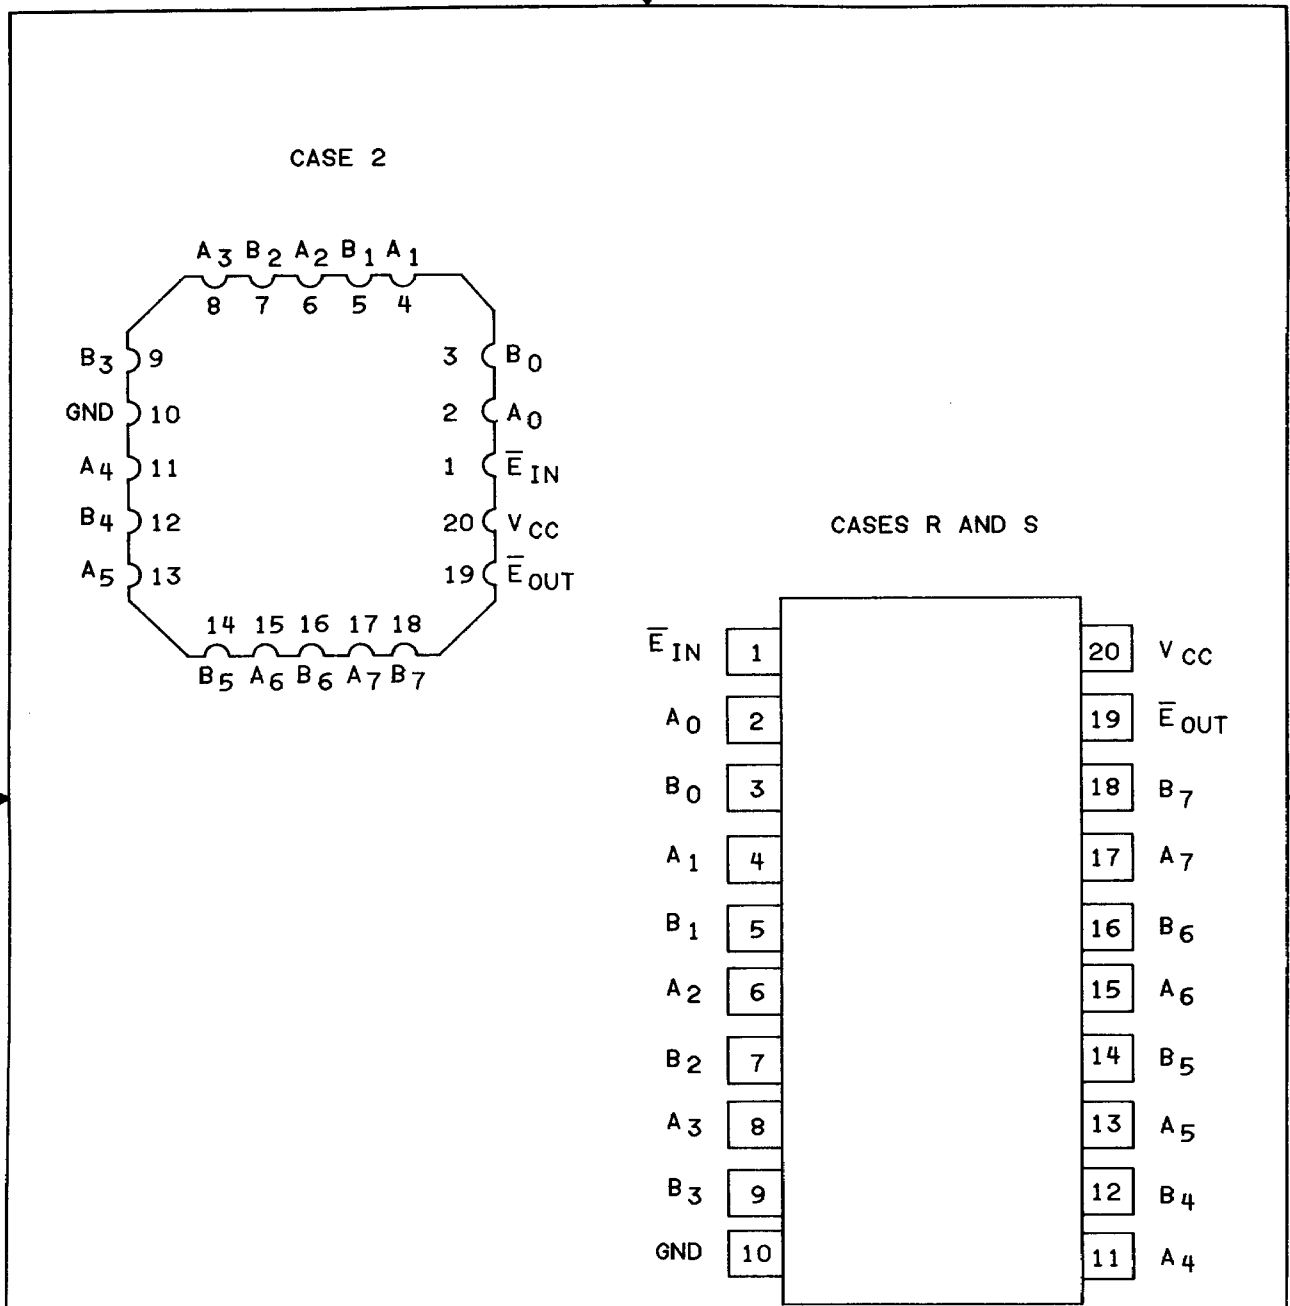 CASE 2
A3 B2 A2 B1 A1
8 7 6 5 4
B3 9 3 B0
GND 10 2 A0
A4 11 1 E̅IN
B4 12 20 VCC
A5 13 19 E̅OUT
14 15 16 17 18
B5 A6 B6 A7 B7
CASES R AND S
E̅IN 1 20 VCC
A0 2 19 E̅OUT
B0 3 18 B7
A1 4 17 A7
B1 5 16 B6
A2 6 15 A6
B2 7 14 B5
A3 8 13 A5
B3 9 12 B4
GND 10 11 A4